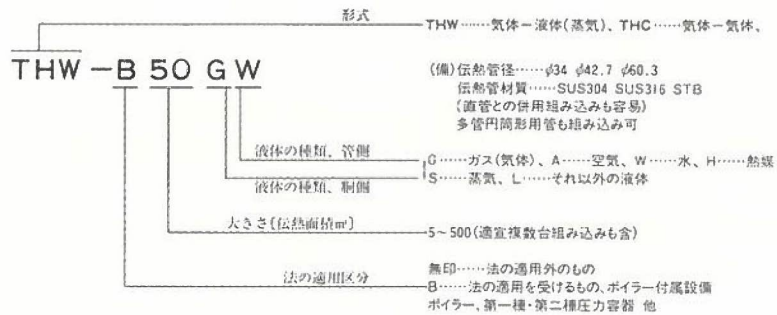 形式
THW……気体－液体(蒸気)、THC……気体－気体、
THW－B50GW
(備)伝熱管径……φ34 φ42.7 φ60.3
伝熱管材質……SUS304 SUS316 STB
(直管との併用組み込みも容易)
多管円筒形用管も組み込み可
液体の種類、管側
G……ガス(気体)、A……空気、W……水、H……熱媒
液体の種類、胴側
S……蒸気、L……それ以外の液体
大きさ(伝熱面積㎡)
5～500(適宜複数台組み込みも含)
無印……法の適用外のもの
法の適用区分
B……法の適用を受けるもの、ボイラー付属設備
ボイラー、第一種・第二種圧力容器 他